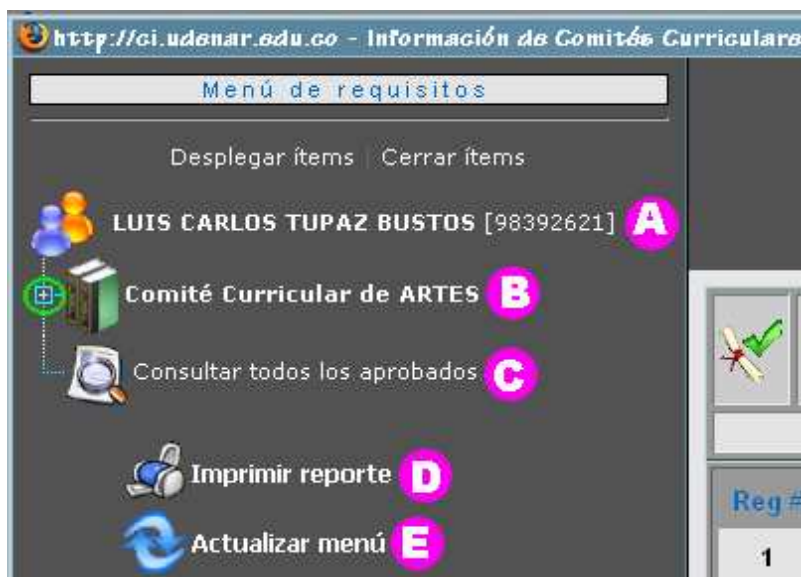 http://ci.udenar.edu.co - Información de Comités Curriculare
Menú de requisitos
Desplegar ítems | Cerrar ítems
LUIS CARLOS TUPAZ BUSTOS [98392621] A
Comité Curricular de ARTES B
Consultar todos los aprobados C
Imprimir reporte D
Actualizar menú E
Reg #
1